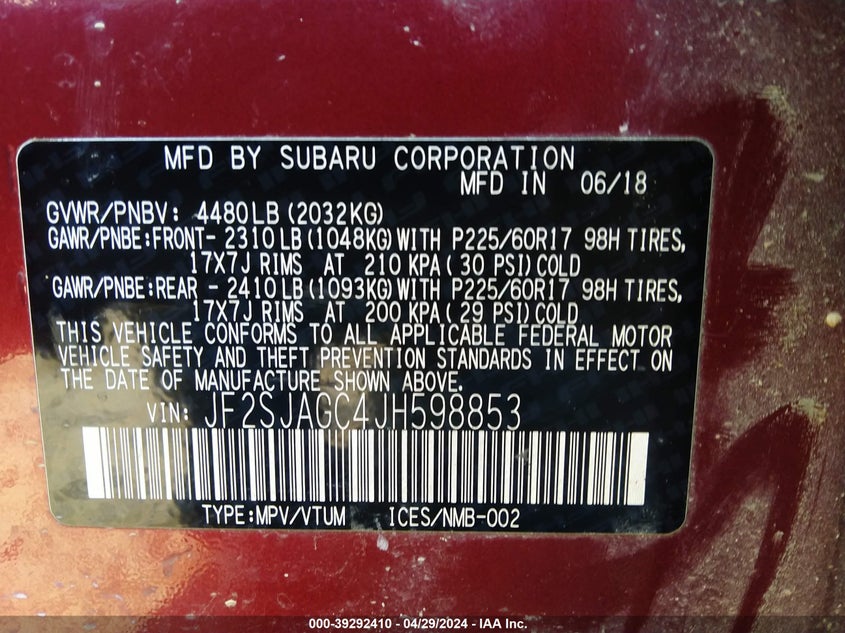 MFD BY SUBARU CORPORATION
MFD IN 06/18
GVWR/PNBV: 4480LB (2032KG)
GAWR/PNBE:FRONT- 2310LB (1048KG) WITH P225/60R17 98H TIRES,
17X7J RIMS AT 210 KPA( 30 PSI) COLD
GAWR/PNBE:REAR - 2410LB (1093KG) WITH P225/60R17 98H TIRES,
17X7J RIMS AT 200 KPA( 29 PSI) COLD
THIS VEHICLE CONFORMS TO ALL APPLICABLE FEDERAL MOTOR
VEHICLE SAFETY AND THEFT PREVENTION STANDARDS IN EFFECT ON
THE DATE OF MANUFACTURE SHOWN ABOVE.
VIN: JF2SJAGC4JH598853
TYPE:MPV/VTUM ICES/NMB-002
000-39292410 - 04/29/2024 - IAA Inc.